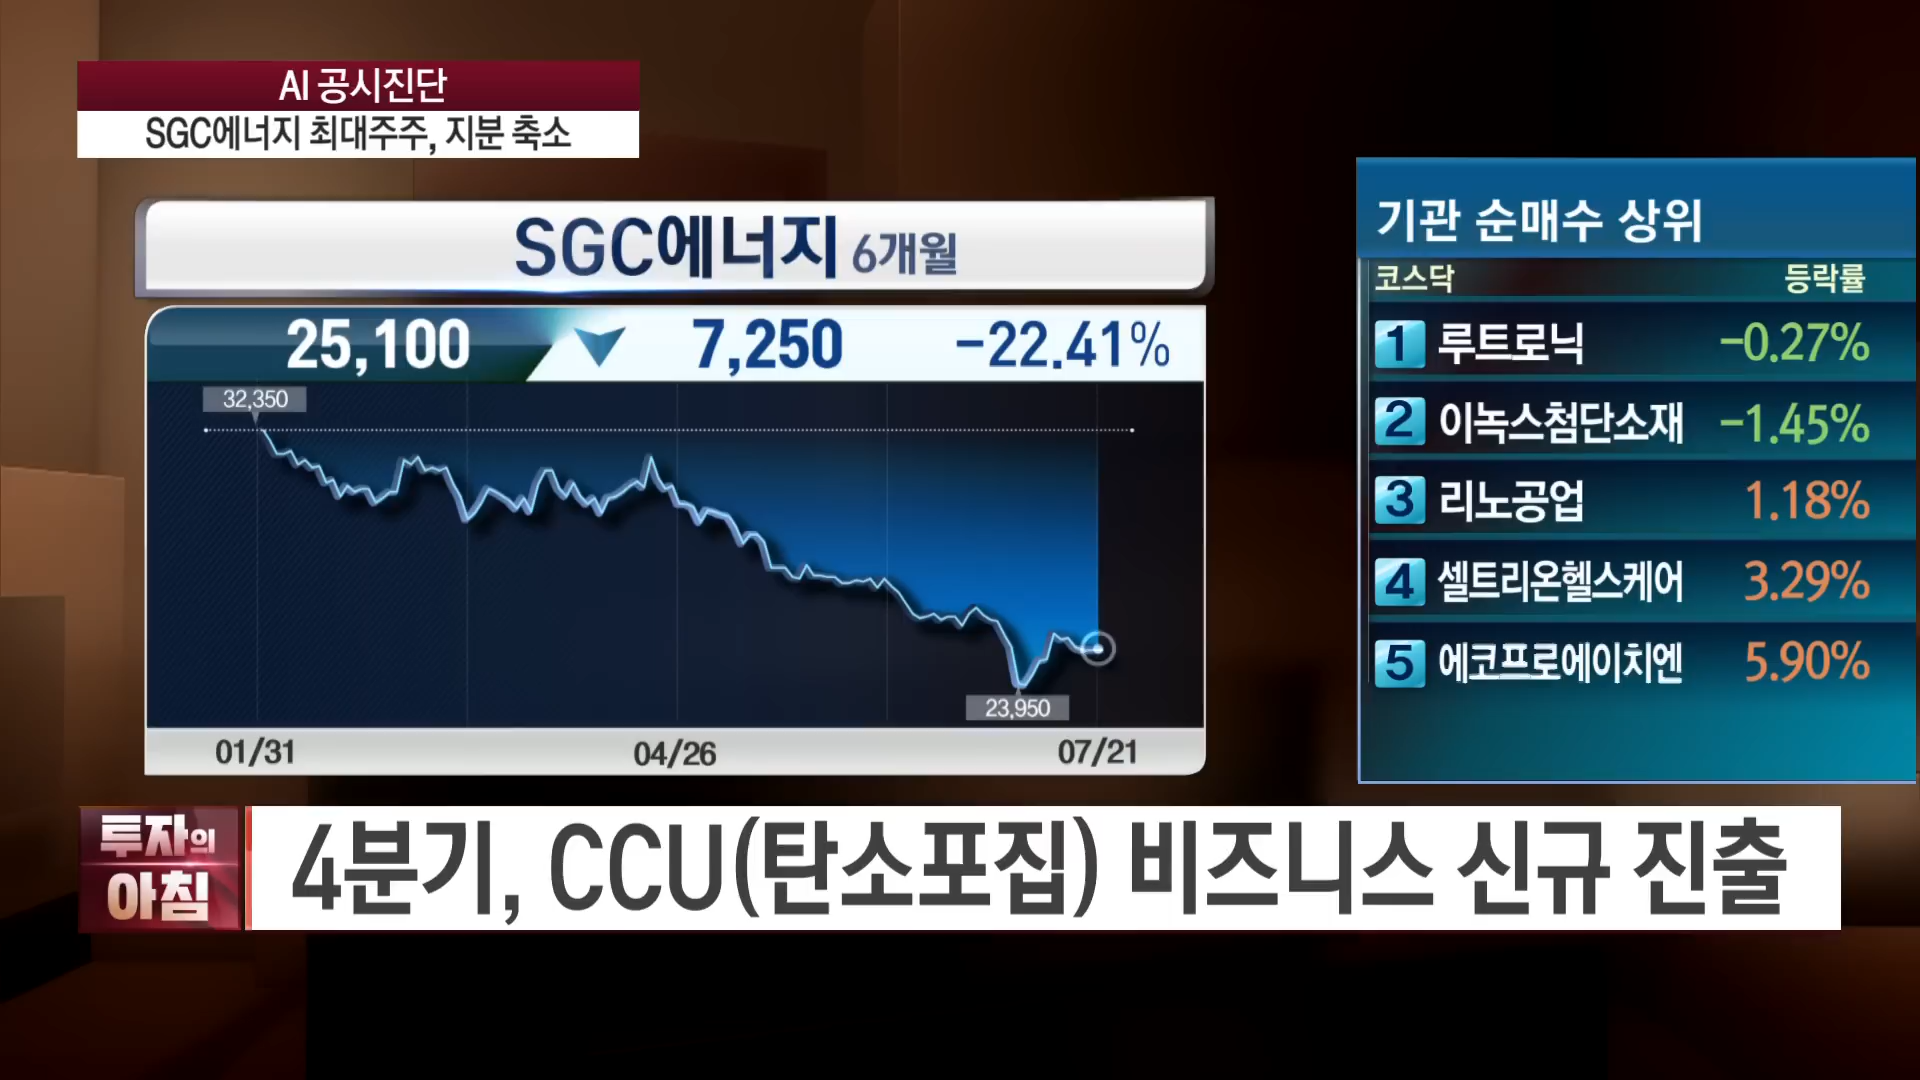 AI 공시진단
SGC에너지 최대주주, 지분 축소
SGC에너지 6개월
25,100 ▼ 7,250 -22.41%
32,350
23,950
01/31 04/26 07/21
기관 순매수 상위
코스닥 등락률
1 루트로닉 -0.27%
2 이녹스첨단소재 -1.45%
3 리노공업 1.18%
4 셀트리온헬스케어 3.29%
5 에코프로에이치엔 5.90%
투자의
아침
4분기, CCU(탄소포집) 비즈니스 신규 진출